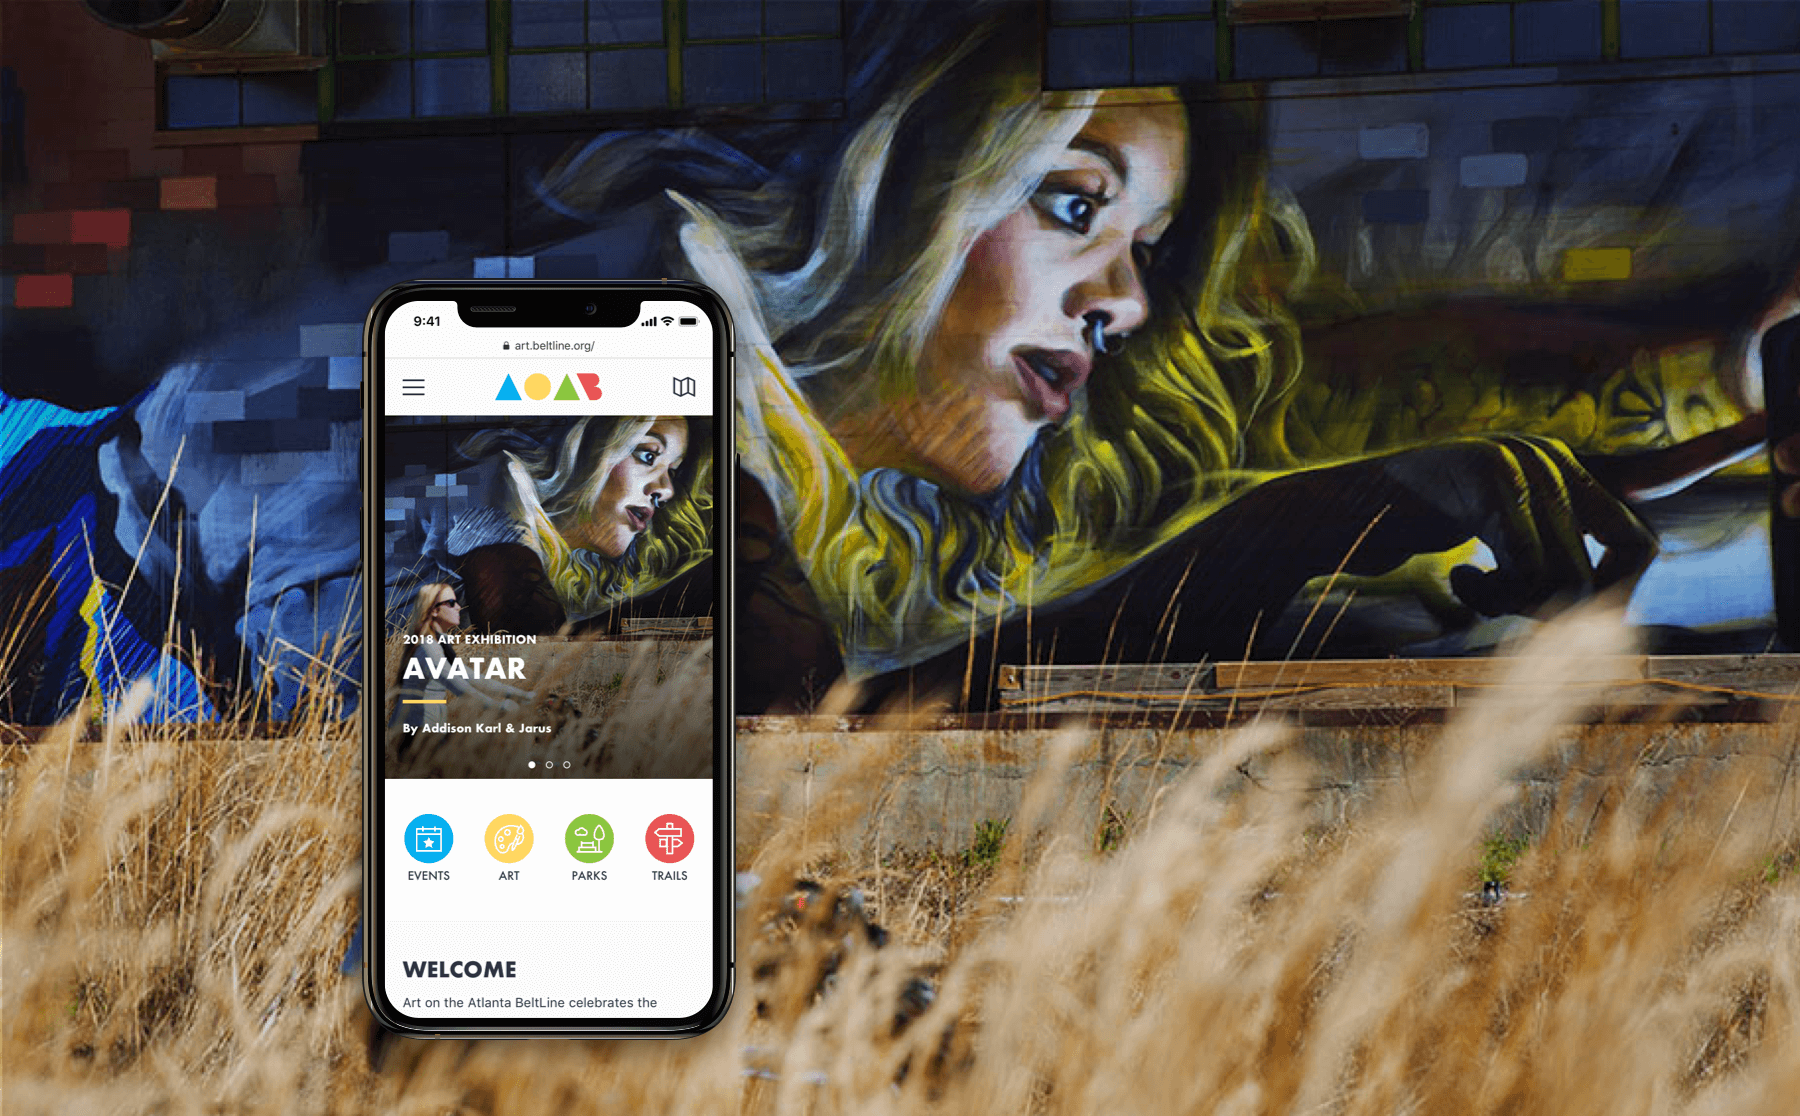 9:41
art.beltline.org/
AOAB
2018 ART EXHIBITION
AVATAR
By Addison Karl & Jarus
EVENTS
ART
PARKS
TRAILS
WELCOME
Art on the Atlanta BeltLine celebrates the